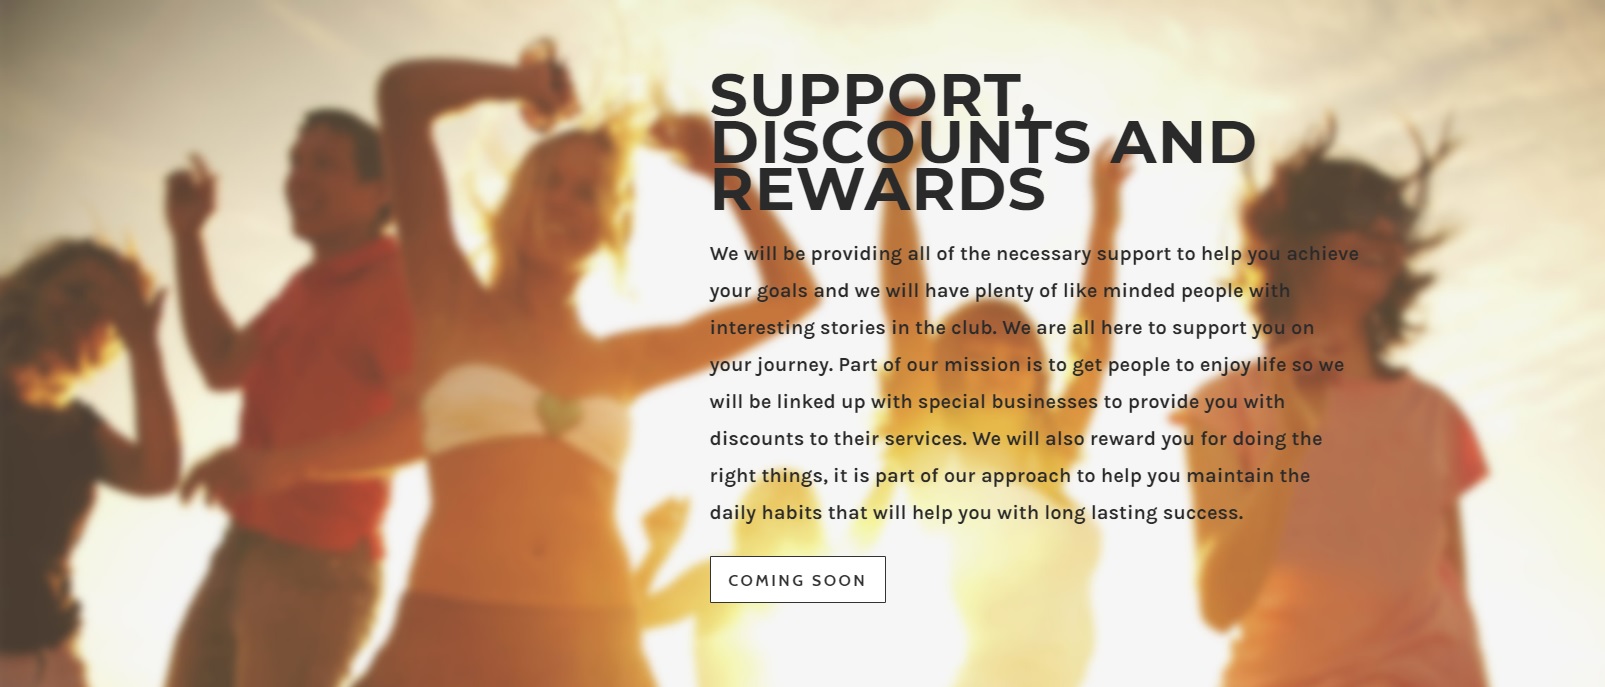 SUPPORT,
DISCOUNTS AND
REWARDS
We will be providing all of the necessary support to help you achieve
your goals and we will have plenty of like minded people with
interesting stories in the club. We are all here to support you on
your journey. Part of our mission is to get people to enjoy life so we
will be linked up with special businesses to provide you with
discounts to their services. We will also reward you for doing the
right things, it is part of our approach to help you maintain the
daily habits that will help you with long lasting success.
COMING SOON